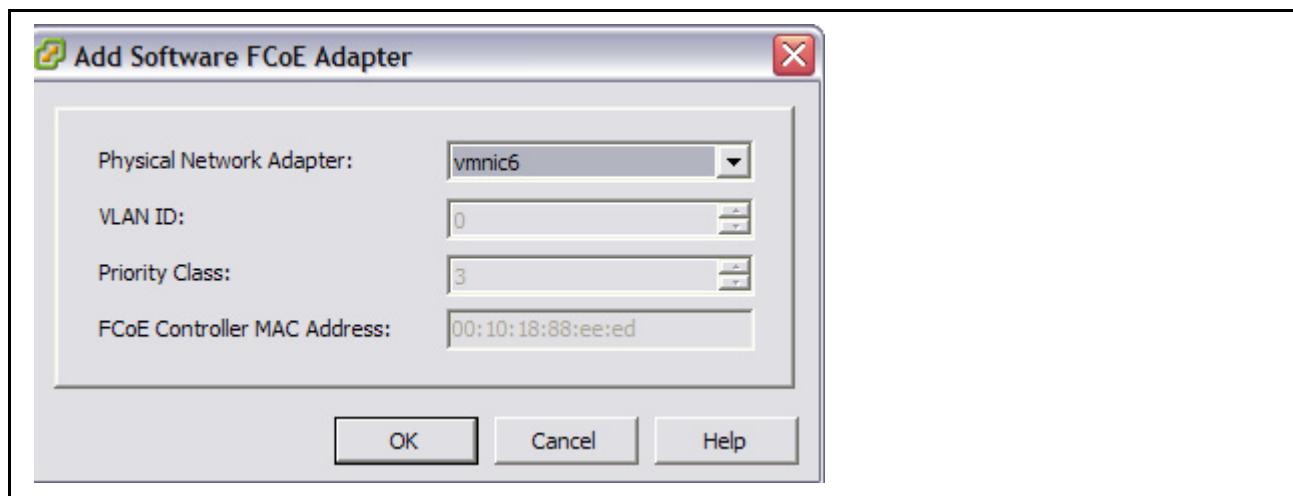 Add Software FCoE Adapter
Physical Network Adapter: vmnic6
VLAN ID: 0
Priority Class: 3
FCoE Controller MAC Address: 00:10:18:88:ee:ed
OK Cancel Help